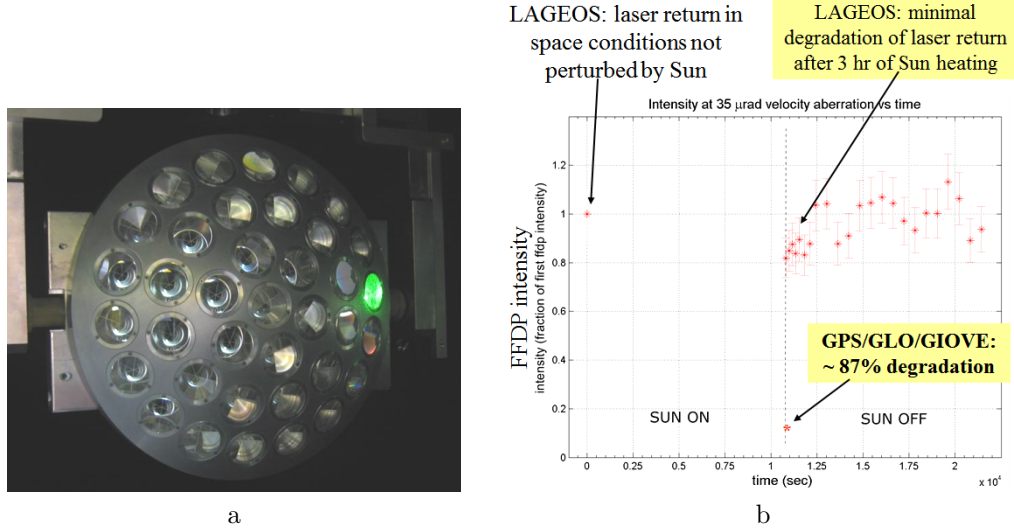 LAGEOS: laser return in
space conditions not
perturbed by Sun
LAGEOS: minimal
degradation of laser return
after 3 hr of Sun heating
Intensity at 35 μrad velocity aberration vs time
FFDP intensity
intensity (fraction of first ffdp intensity)
1.2
1
0.8
0.6
0.4
0.2
0
GPS/GLO/GIOVE:
~ 87% degradation
SUN ON
SUN OFF
0 0.25 0.5 0.75 1 1.25 1.5 1.75 2
x 10⁴
time (sec)
a
b